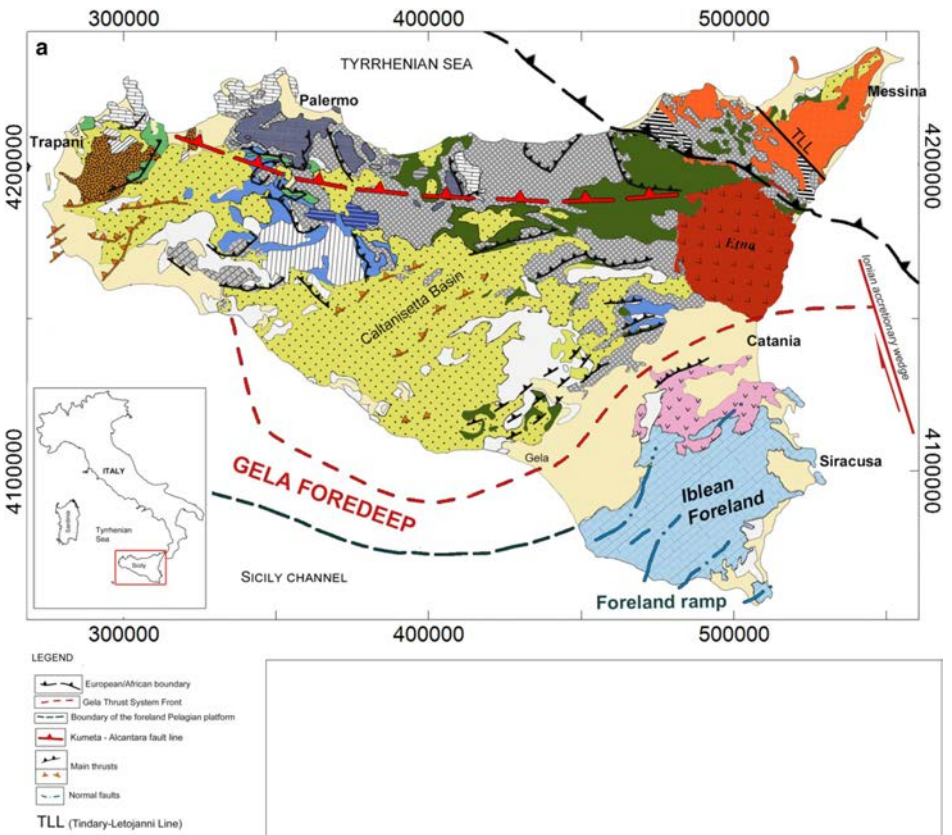 300000
400000
500000
a
TYRRHENIAN SEA
Palermo
Messina
Trapani
TLL
4200000
4200000
Etna
Ionian accretionary wedge
Caltanisetta Basin
Catania
4100000
4100000
Gela
Siracusa
GELA FOREDEEP
Iblean
Foreland
ITALY
Sardinia
Tyrrhenian
Sea
Sicily
SICILY CHANNEL
Foreland ramp
300000
400000
500000
LEGEND
European/African boundary
Gela Thrust System Front
Boundary of the foreland Pelagian platform
Kumeta - Alcantara fault line
Main thrusts
Normal faults
TLL (Tindary-Letojanni Line)